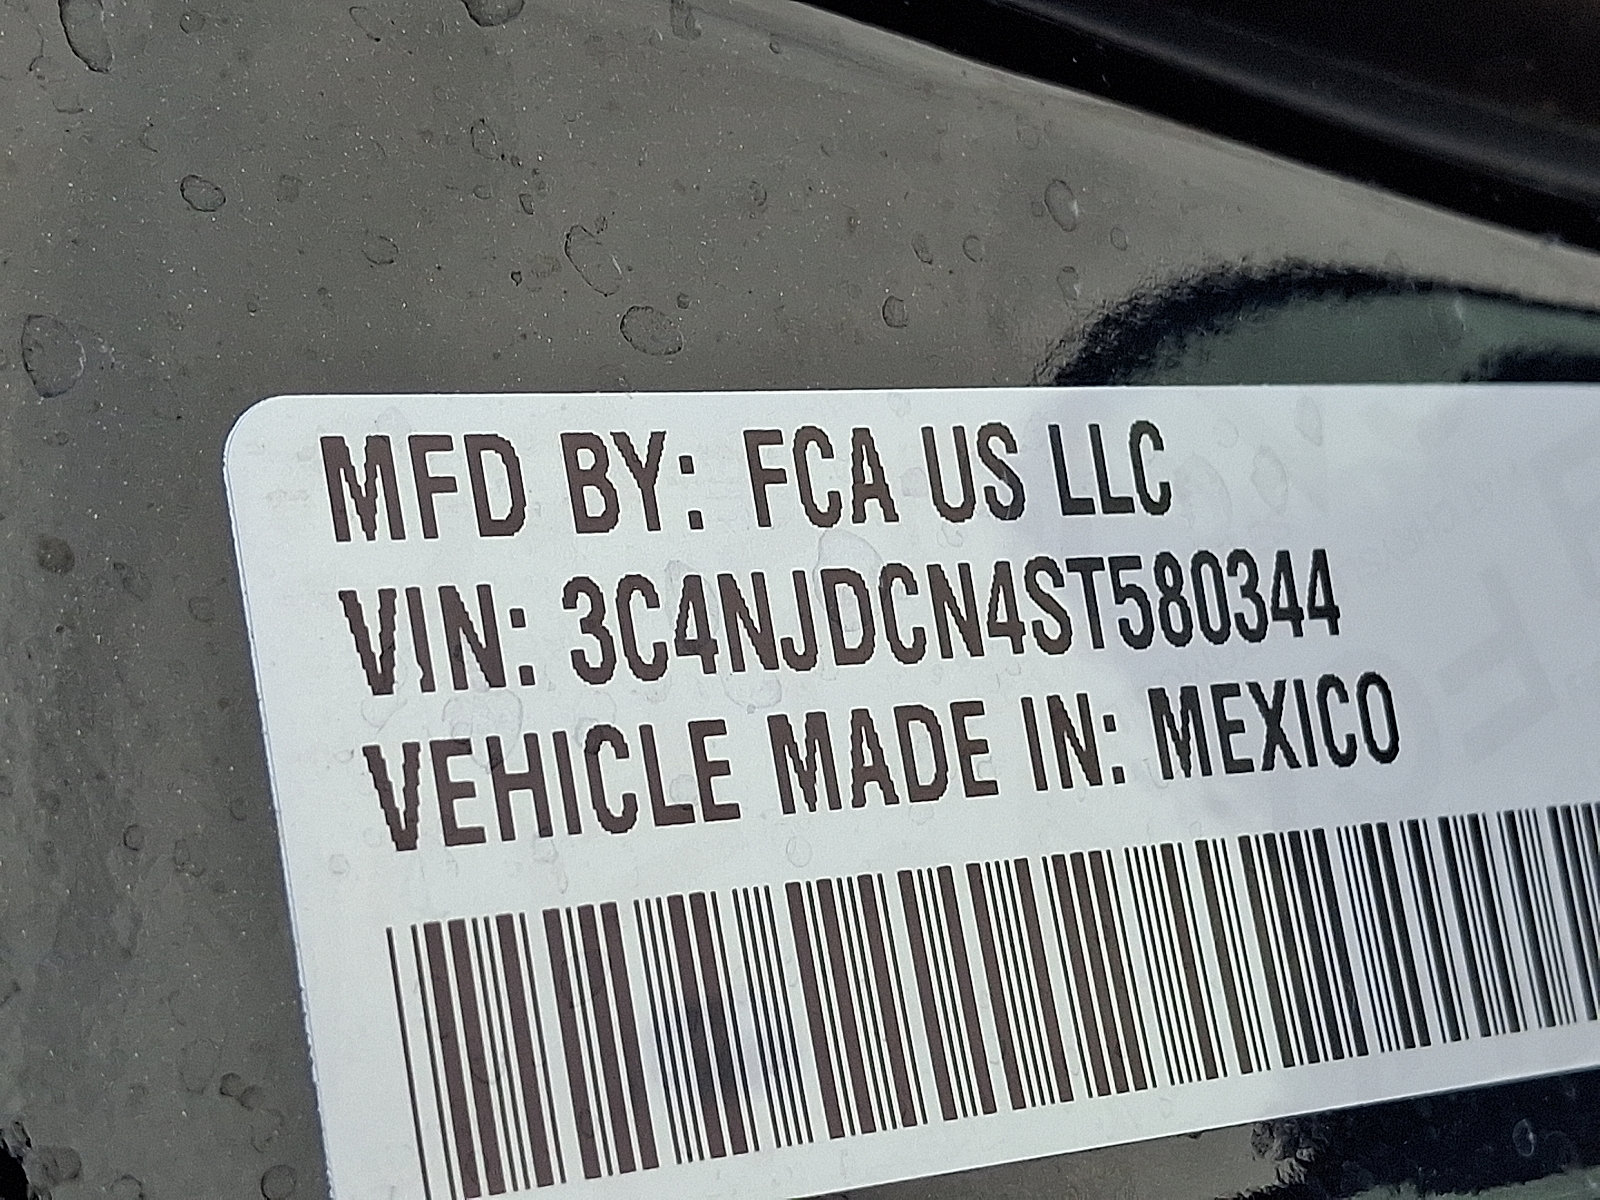 MFD BY: FCA US LLC
VIN: 3C4NJDCN4ST580344
VEHICLE MADE IN: MEXICO